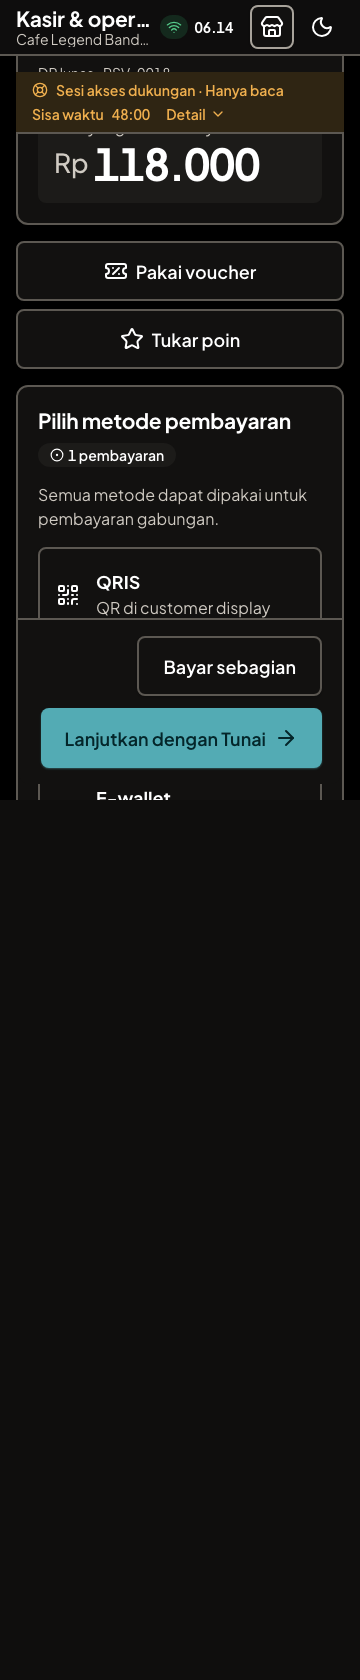 Kasir & oper...
Cafe Legend Band...
06.14
Sesi akses dukungan · Hanya baca
Sisa waktu 48:00 Detail
Rp 118.000
Pakai voucher
Tukar poin
Pilih metode pembayaran
1 pembayaran
Semua metode dapat dipakai untuk
pembayaran gabungan.
QRIS
QR di customer display
Bayar sebagian
Lanjutkan dengan Tunai
E-wallet